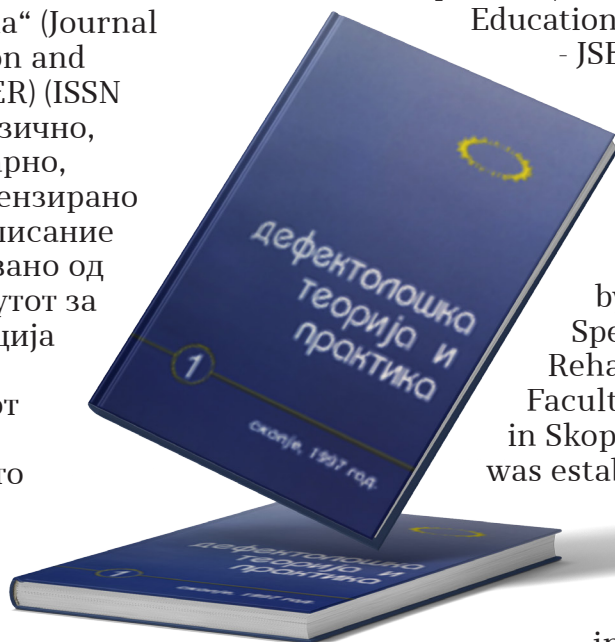 а“ (Journal
on and
ER) (ISSN
зично,
арно,
ензирано
писание
вано од
утот за
ција
от
то
Education
- JSE
by
Spe
Reha
Facult
in Skop
was estab
in
дефектолошка
теорија и
практика
1
скопје, 1997 год.
дефектолошка
теорија и
практика
1
скопје, 1997 год.